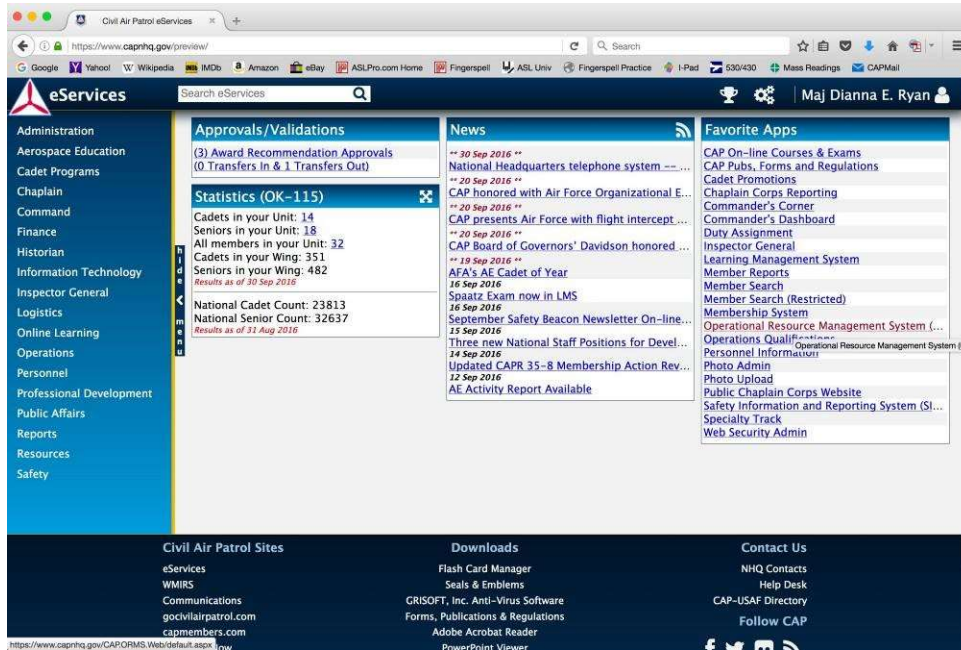 Civil Air Patrol eServices
https://www.capnhq.gov/preview/
Search
Google Yahoo Wikipedia IMDb Amazon eBay ASLPro.com Home Fingerspell ASL Univ Fingerspell Practice I-Pad 530/430 Mass Readings CAPMail
eServices
Search eServices
Maj Dianna E. Ryan
Administration
Aerospace Education
Cadet Programs
Chaplain
Command
Finance
Historian
Information Technology
Inspector General
Logistics
Online Learning
Operations
Personnel
Professional Development
Public Affairs
Reports
Resources
Safety
hide menu
Approvals/Validations
(3) Award Recommendation Approvals
(0 Transfers In & 1 Transfers Out)
Statistics (OK-115)
Cadets in your Unit: 14
Seniors in your Unit: 18
All members in your Unit: 32
Cadets in your Wing: 351
Seniors in your Wing: 482
Results as of 30 Sep 2016
National Cadet Count: 23813
National Senior Count: 32637
Results as of 31 Aug 2016
News
** 30 Sep 2016 **
National Headquarters telephone system -- ...
** 20 Sep 2016 **
CAP honored with Air Force Organizational E...
** 20 Sep 2016 **
CAP presents Air Force with flight intercept ...
** 20 Sep 2016 **
CAP Board of Governors' Davidson honored ...
** 19 Sep 2016 **
AFA's AE Cadet of Year
16 Sep 2016
Spaatz Exam now in LMS
16 Sep 2016
September Safety Beacon Newsletter On-line...
15 Sep 2016
Three new National Staff Positions for Devel...
14 Sep 2016
Updated CAPR 35-8 Membership Action Rev...
12 Sep 2016
AE Activity Report Available
Favorite Apps
CAP On-line Courses & Exams
CAP Pubs, Forms and Regulations
Cadet Promotions
Chaplain Corps Reporting
Commander's Corner
Commander's Dashboard
Duty Assignment
Inspector General
Learning Management System
Member Reports
Member Search
Member Search (Restricted)
Membership System
Operational Resource Management System (...
Operations Qualifications
Operational Resource Management System (
Personnel Information
Photo Admin
Photo Upload
Public Chaplain Corps Website
Safety Information and Reporting System (SI...
Specialty Track
Web Security Admin
Civil Air Patrol Sites
eServices
WMIRS
Communications
gocivilairpatrol.com
capmembers.com
Downloads
Flash Card Manager
Seals & Emblems
GRISOFT, Inc. Anti-Virus Software
Forms, Publications & Regulations
Adobe Acrobat Reader
PowerPoint Viewer
Contact Us
NHQ Contacts
Help Desk
CAP-USAF Directory
Follow CAP
https://www.capnhq.gov/CAP.ORMS.Web/default.aspx